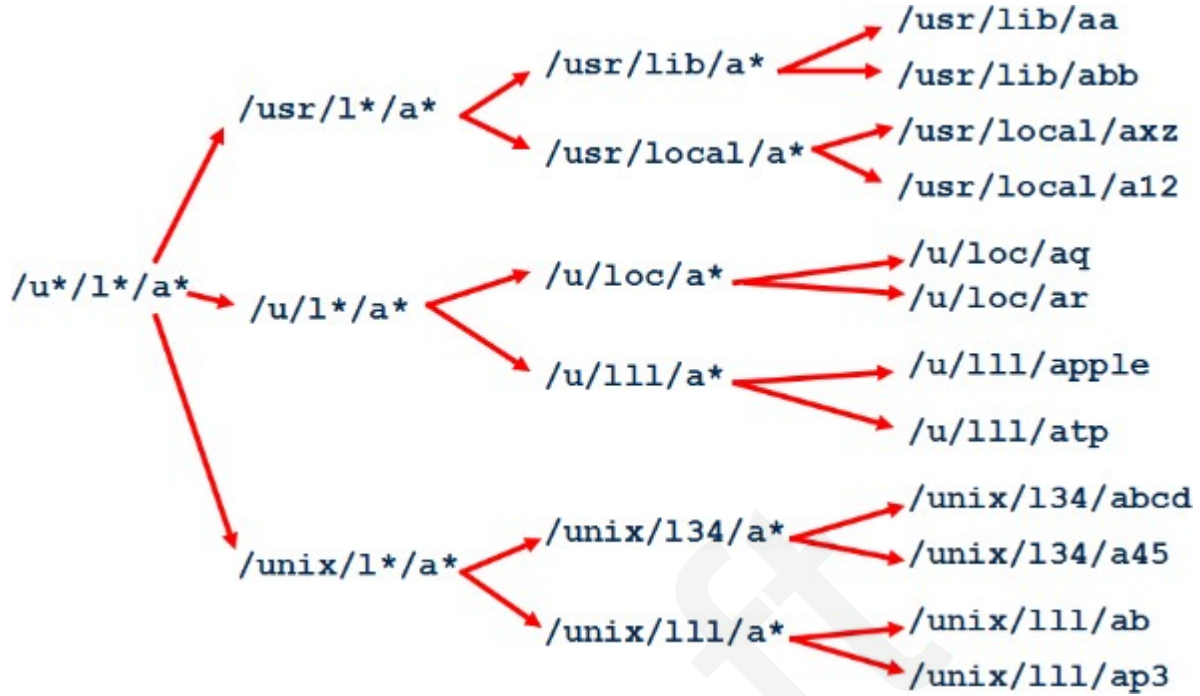 /u*/l*/a*
/usr/l*/a*
/u/l*/a*
/unix/l*/a*
/usr/lib/a*
/usr/local/a*
/u/loc/a*
/u/lll/a*
/unix/l34/a*
/unix/lll/a*
/usr/lib/aa
/usr/lib/abb
/usr/local/axz
/usr/local/a12
/u/loc/aq
/u/loc/ar
/u/lll/apple
/u/lll/atp
/unix/l34/abcd
/unix/l34/a45
/unix/lll/ab
/unix/lll/ap3